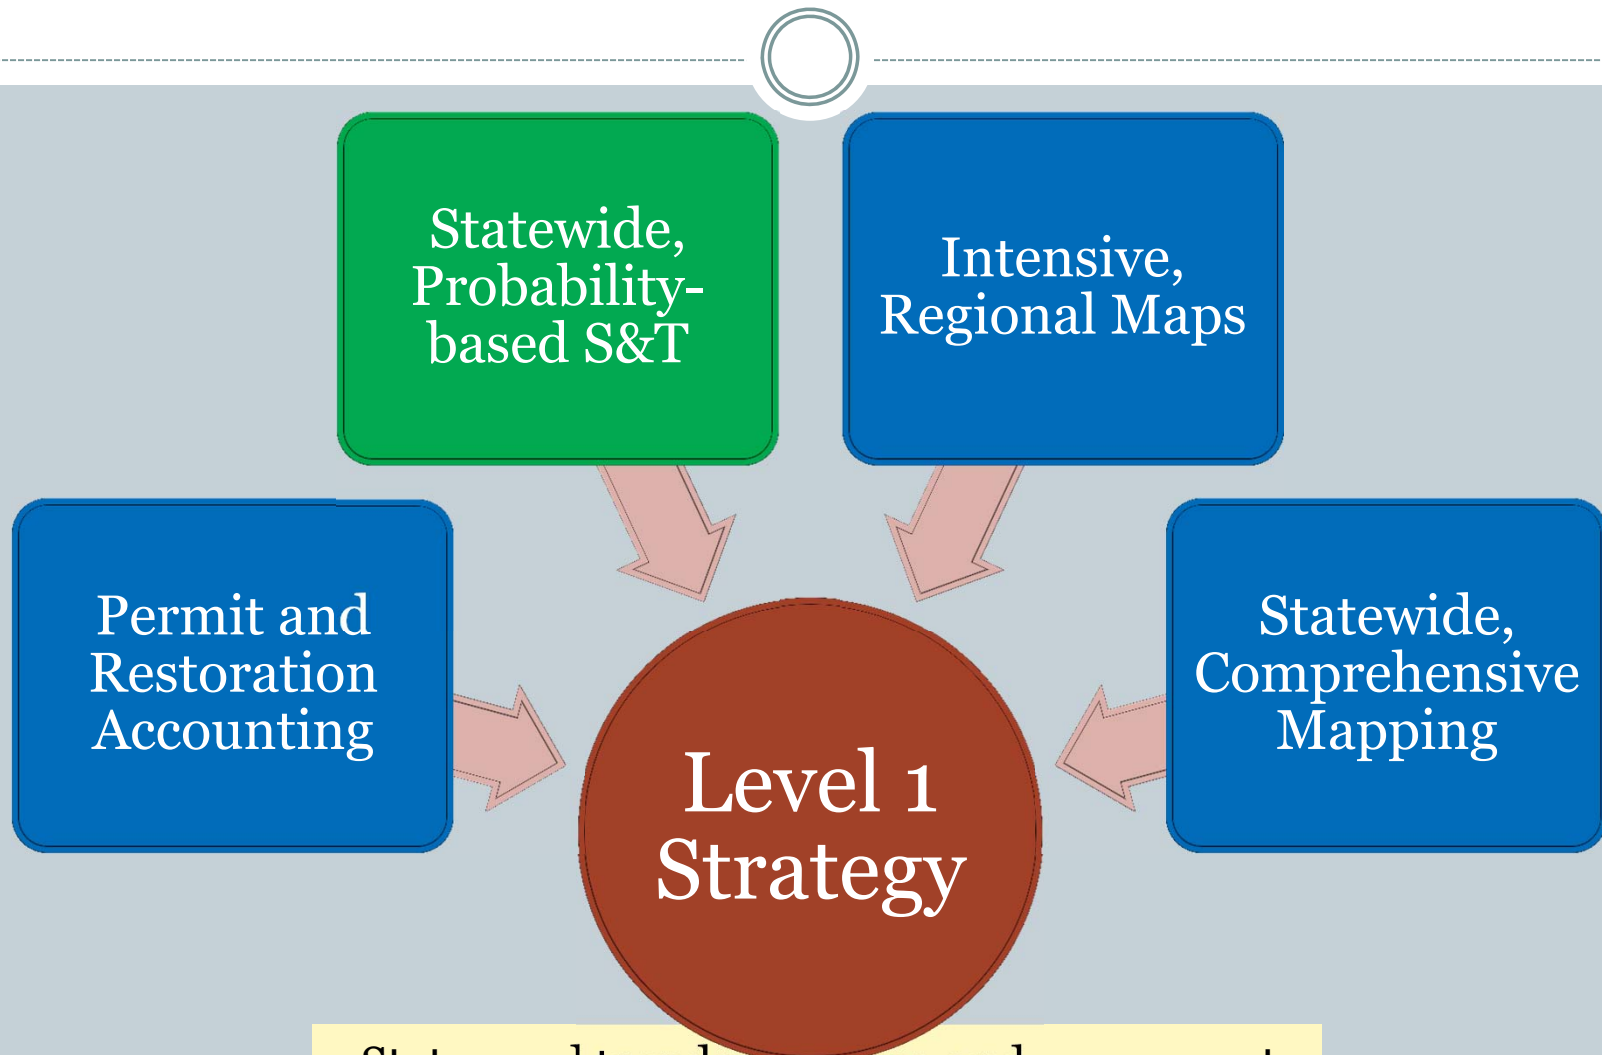 Statewide,
Probability-
based S&T
Intensive,
Regional Maps
Permit and
Restoration
Accounting
Statewide,
Comprehensive
Mapping
Level 1
Strategy